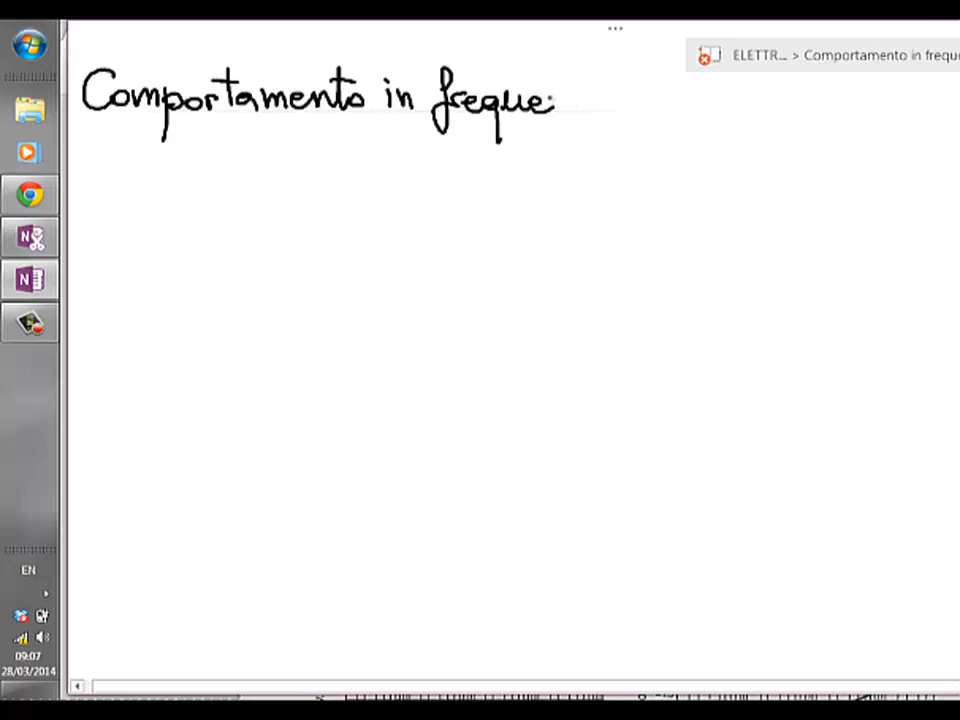 ELETTR... > Comportamento in freque
Comportamento in freque
EN
09:07
28/03/2014